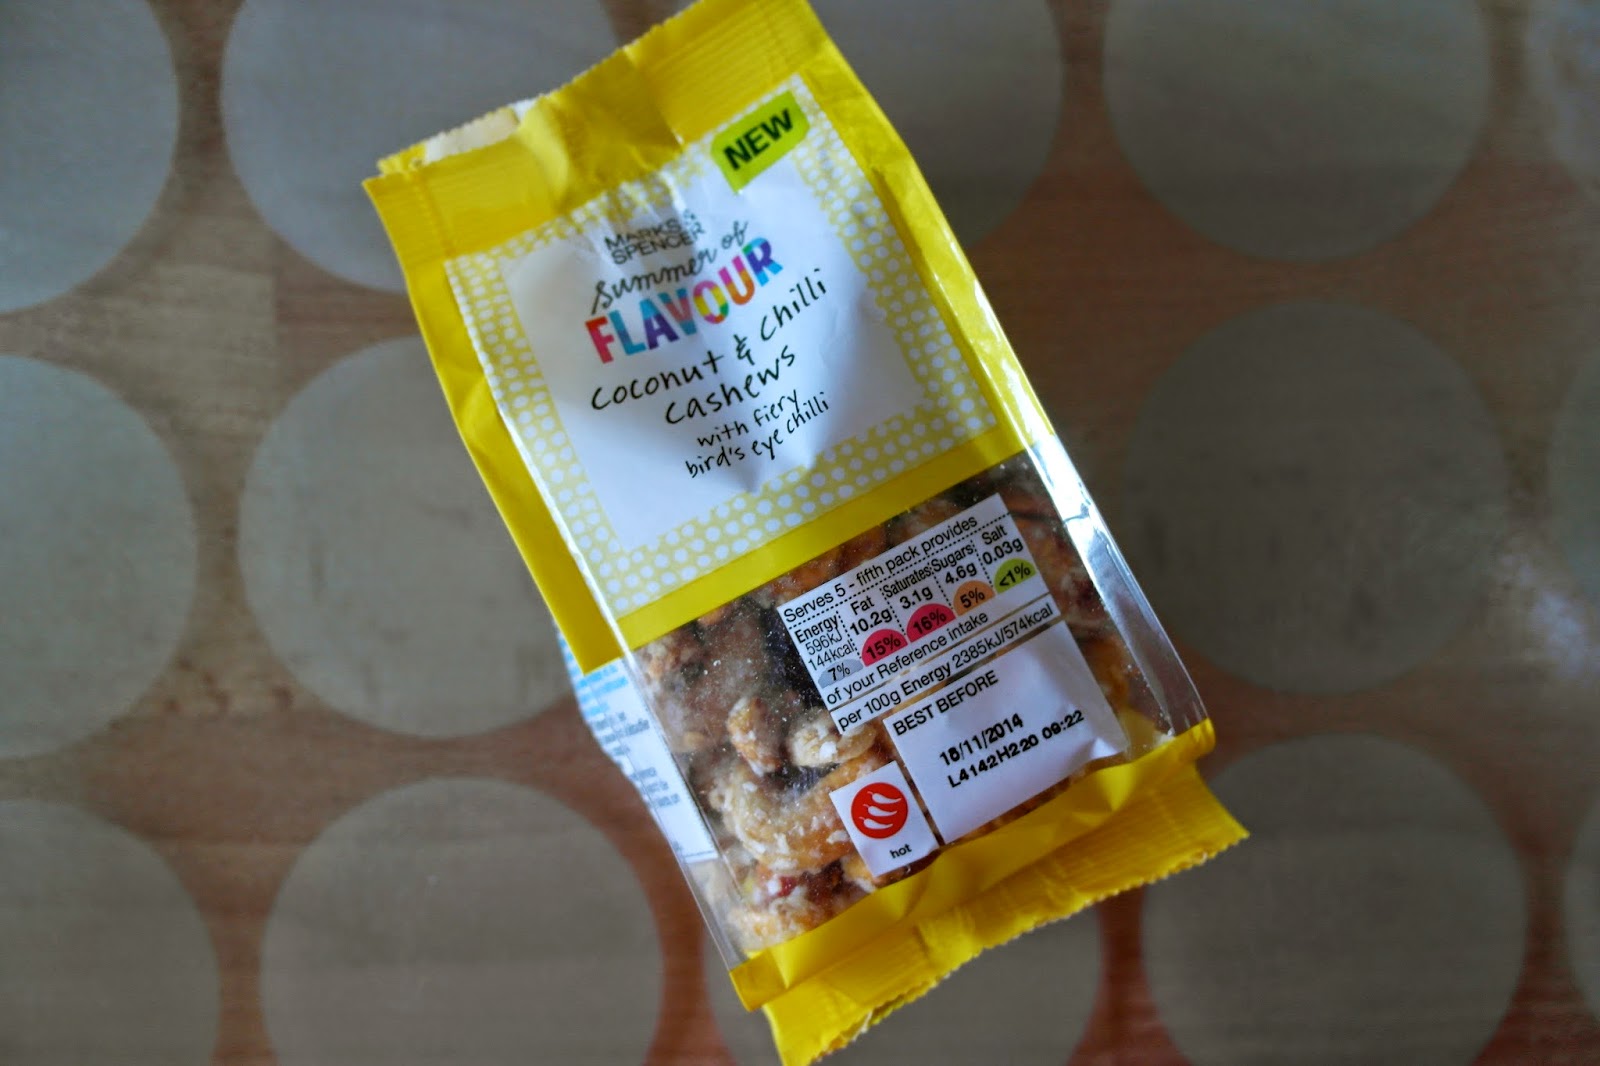 NEW
MARKS &
SPENCER
summer of
FLAVOUR
coconut & chilli
cashews
with fiery
bird's eye chilli
Serves 5 - fifth pack provides
Energy Fat Saturates Sugars Salt
596kJ 10.2g 3.1g 4.6g 0.03g
144kcal
7% 15% 16% 5% <1%
of your Reference intake
per 100g Energy 2385kJ/574kcal
BEST BEFORE
18/11/2014
L4142H220 09:22
hot